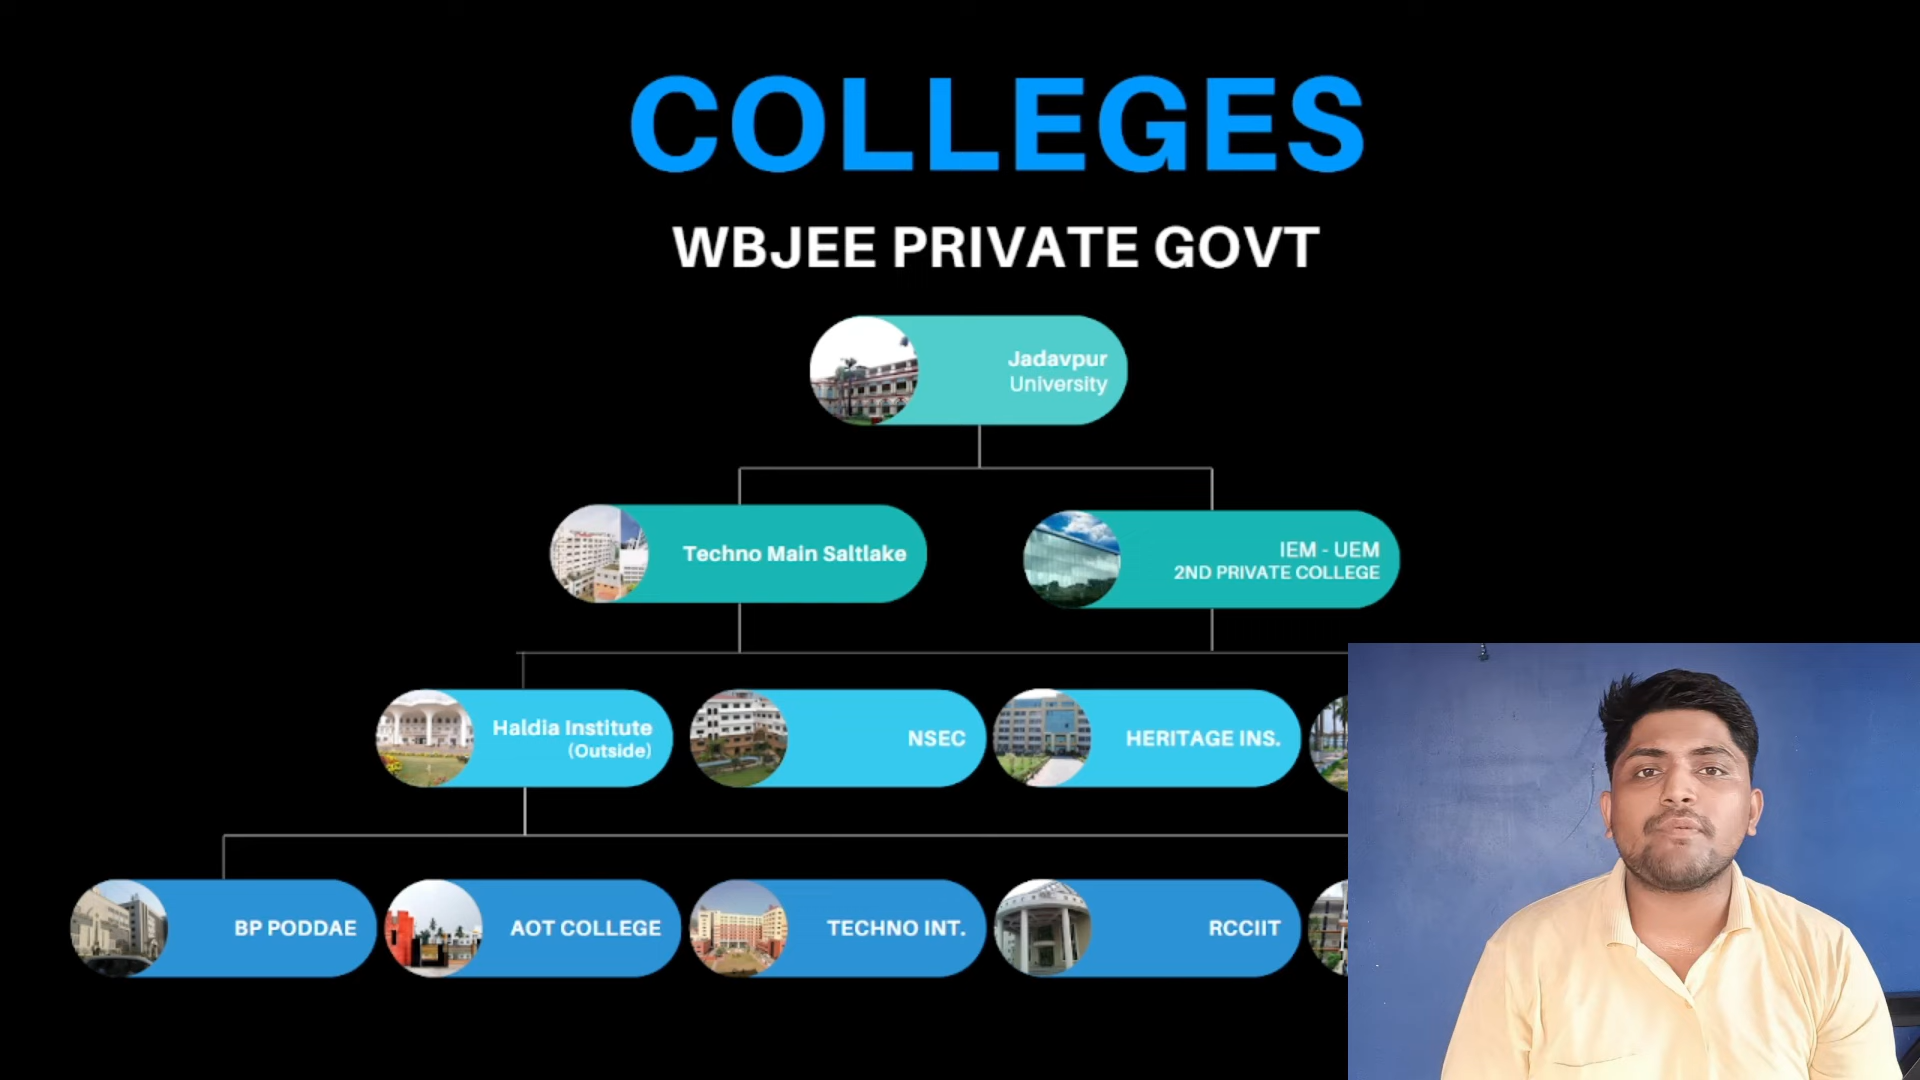 COLLEGES
WBJEE PRIVATE GOVT
Jadavpur
University
Techno Main Saltlake
IEM - UEM
2ND PRIVATE COLLEGE
Haldia Institute
(Outside)
NSEC
HERITAGE INS.
BP PODDAE
AOT COLLEGE
TECHNO INT.
RCCIIT